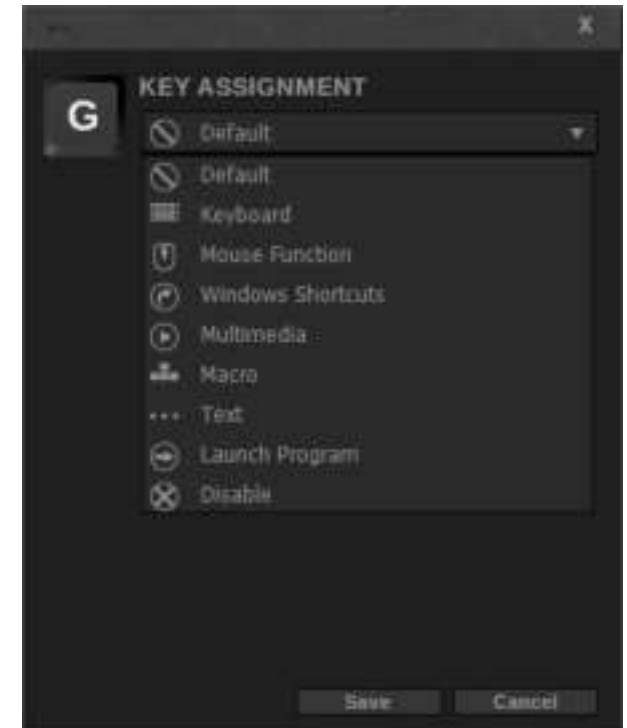 X
KEY ASSIGNMENT
G
Default
Default
Keyboard
Mouse Function
Windows Shortcuts
Multimedia
Macro
Text
Launch Program
Disable
Save Cancel